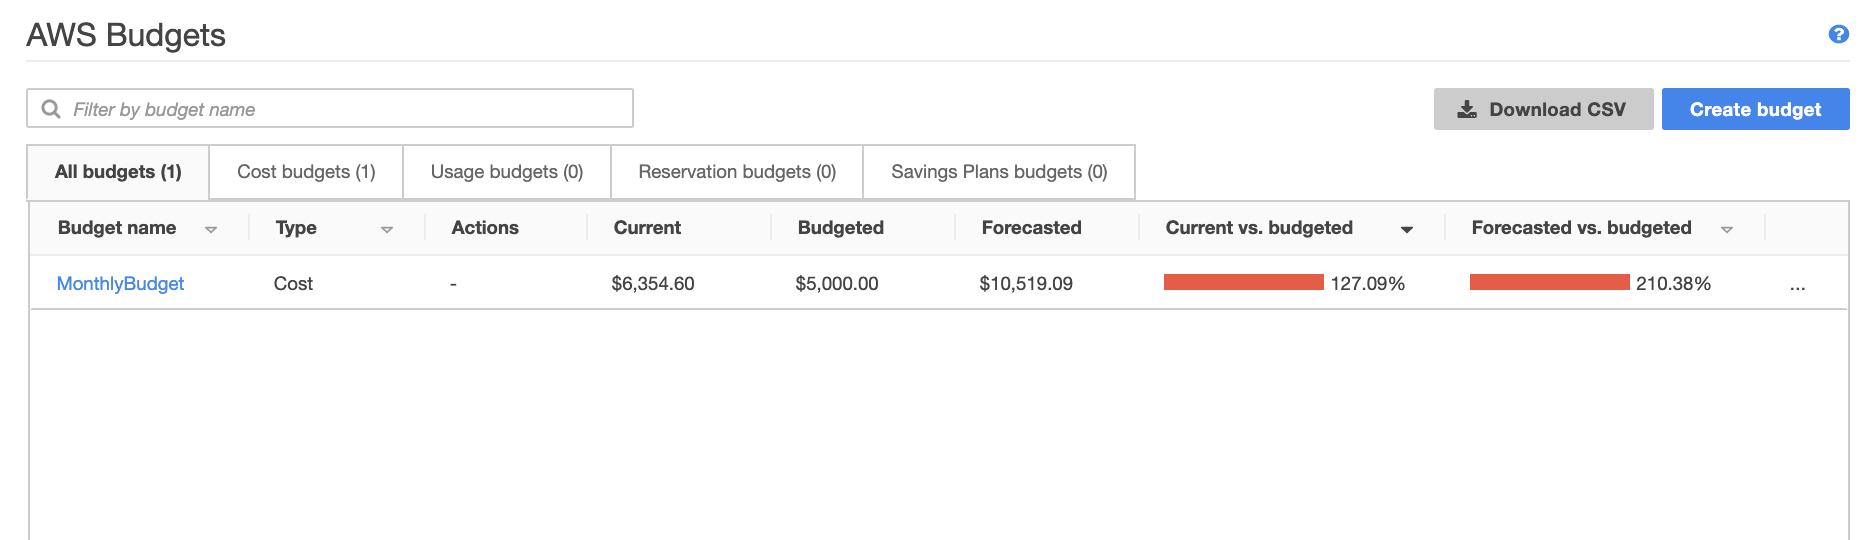 AWS Budgets
?
Filter by budget name
Download CSV
Create budget
All budgets (1) Cost budgets (1) Usage budgets (0) Reservation budgets (0) Savings Plans budgets (0)
Budget name Type Actions Current Budgeted Forecasted Current vs. budgeted Forecasted vs. budgeted
MonthlyBudget Cost - $6,354.60 $5,000.00 $10,519.09 127.09% 210.38% ...